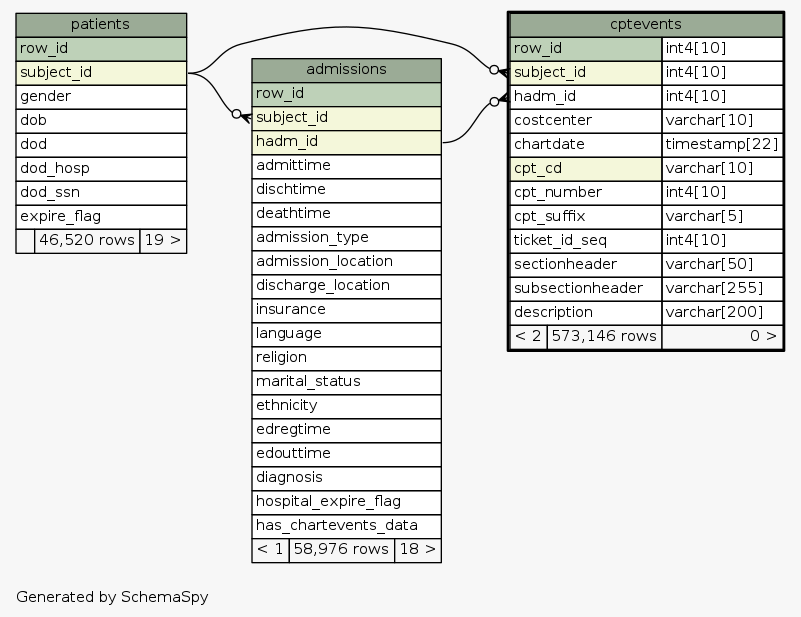 patients
row_id
subject_id
gender
dob
dod
dod_hosp
dod_ssn
expire_flag
46,520 rows 19 >
admissions
row_id
subject_id
hadm_id
admittime
dischtime
deathtime
admission_type
admission_location
discharge_location
insurance
language
religion
marital_status
ethnicity
edregtime
edouttime
diagnosis
hospital_expire_flag
has_chartevents_data
< 1 58,976 rows 18 >
cptevents
row_id int4[10]
subject_id int4[10]
hadm_id int4[10]
costcenter varchar[10]
chartdate timestamp[22]
cpt_cd varchar[10]
cpt_number int4[10]
cpt_suffix varchar[5]
ticket_id_seq int4[10]
sectionheader varchar[50]
subsectionheader varchar[255]
description varchar[200]
< 2 573,146 rows 0 >
Generated by SchemaSpy